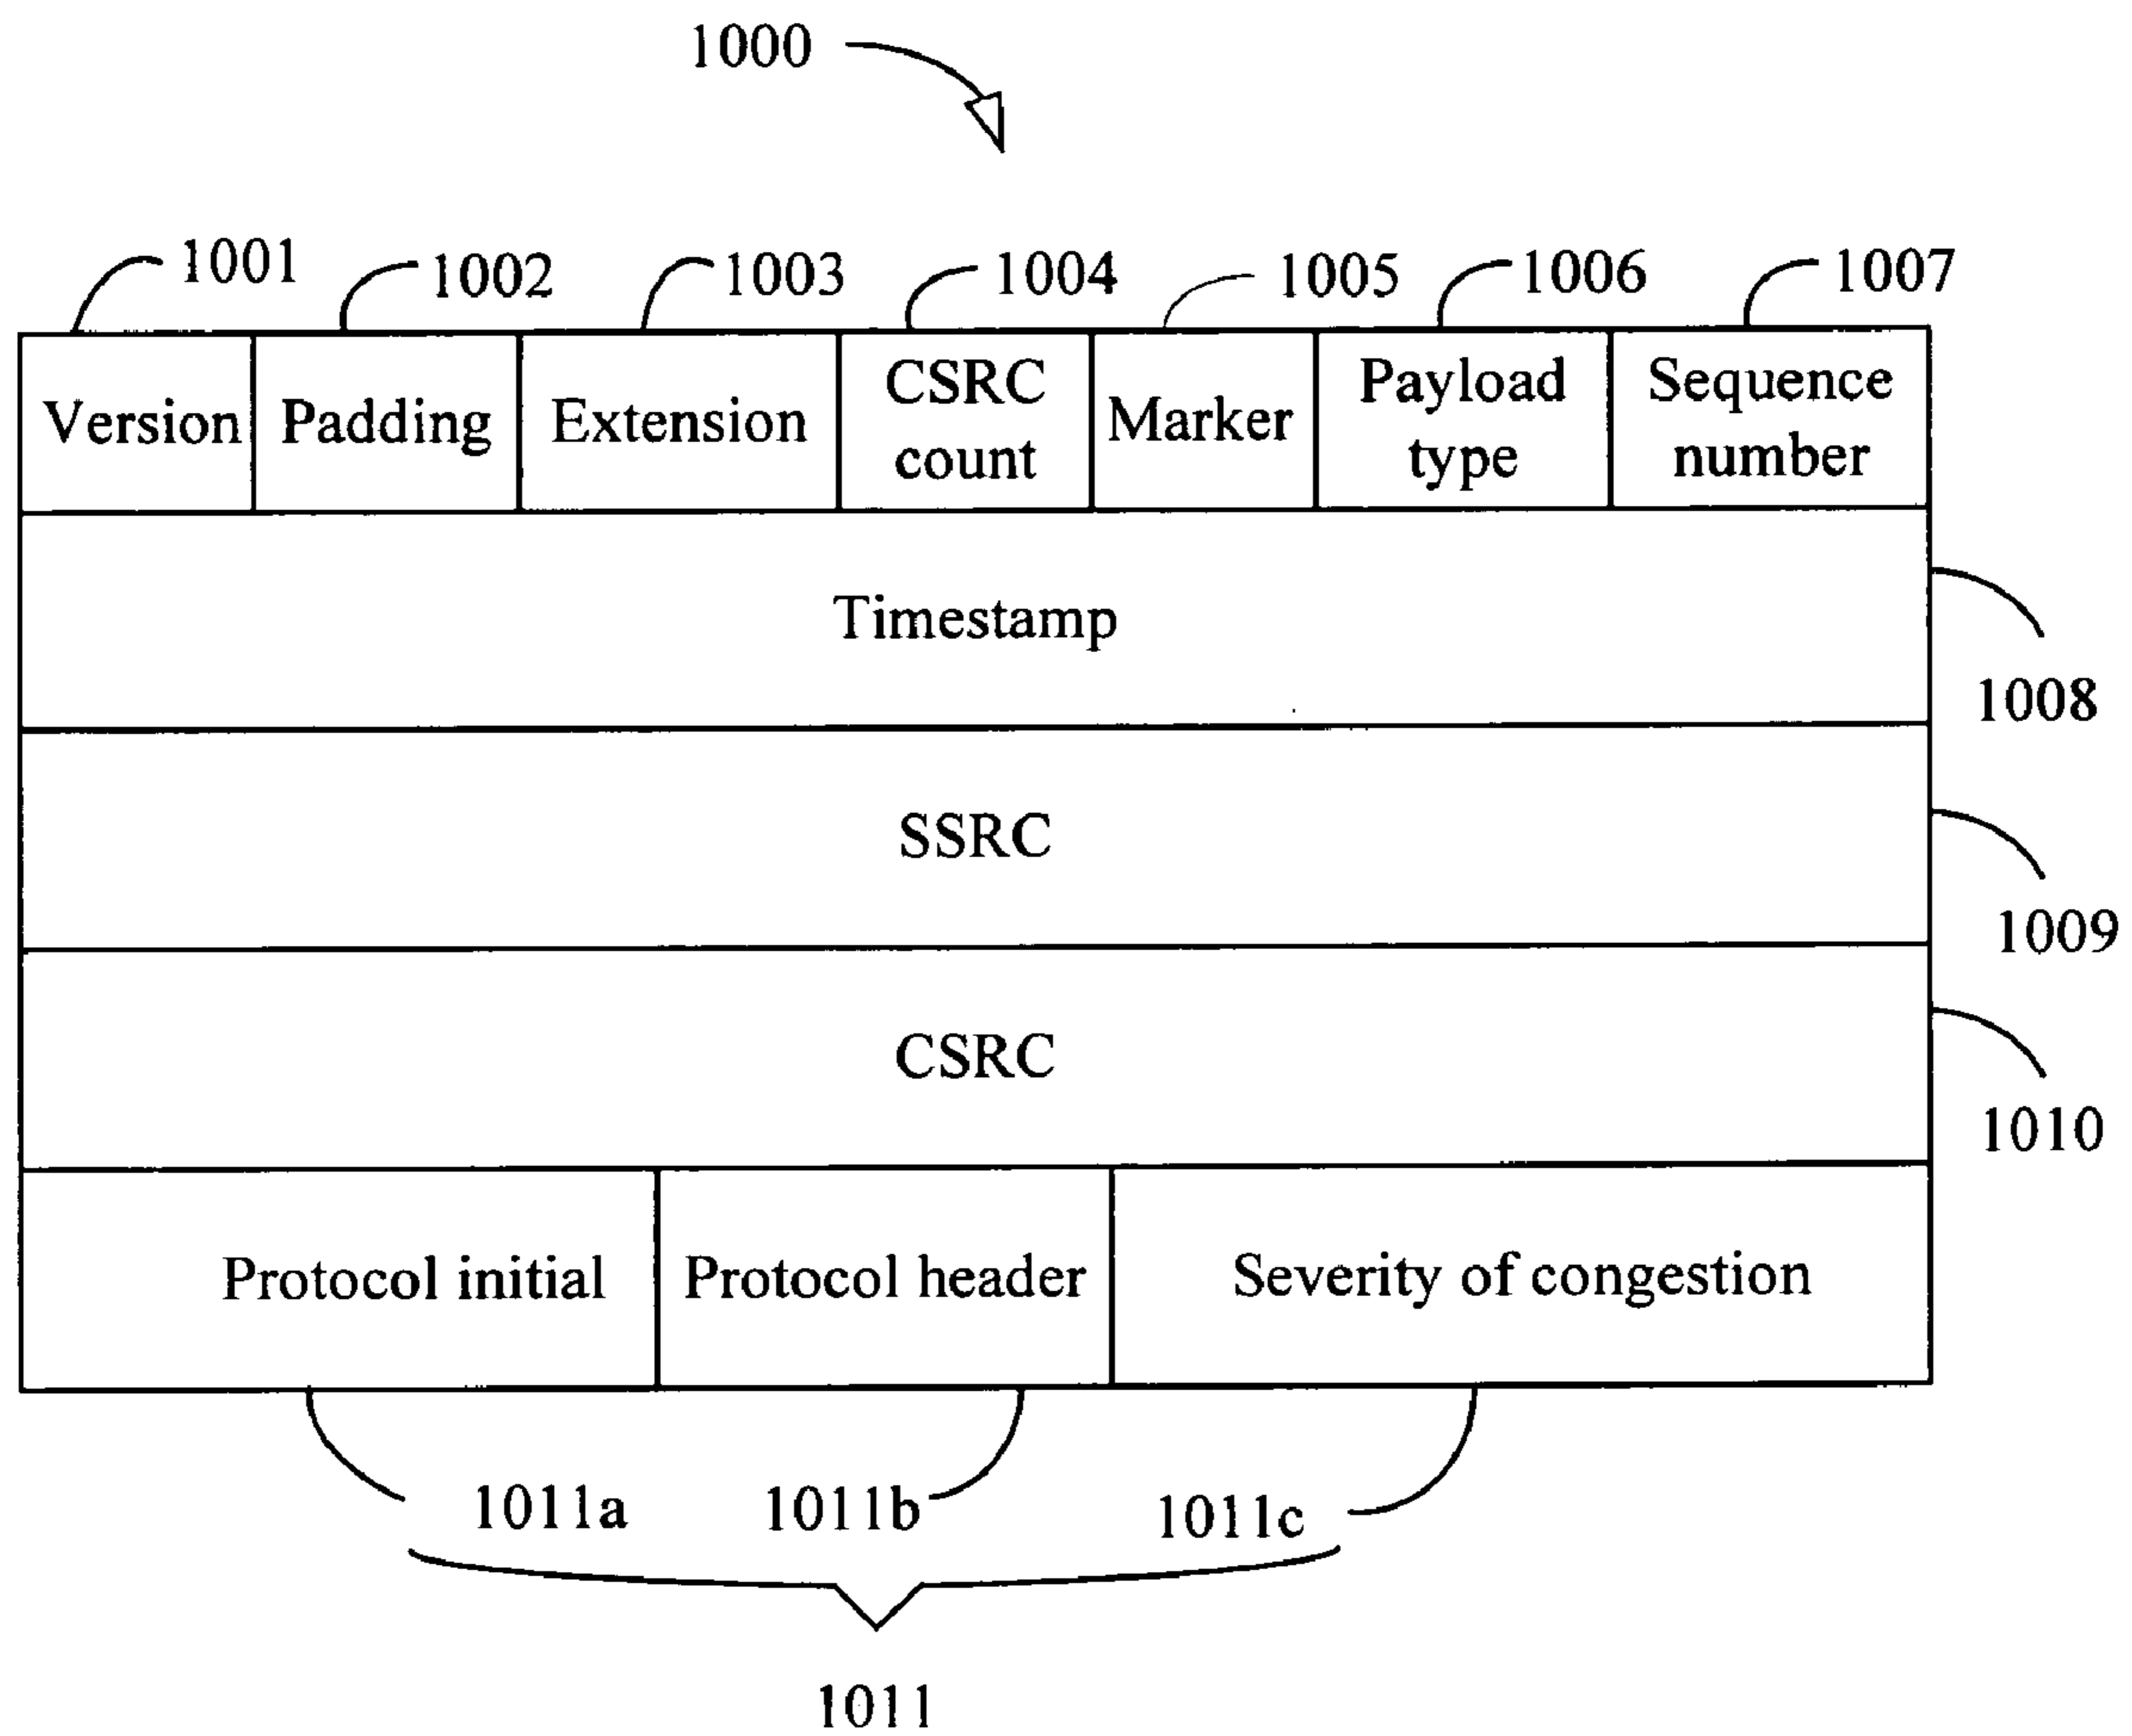 1000
1001 1002 1003 1004 1005 1006 1007
Version Padding Extension CSRC count Marker Payload type Sequence number
Timestamp
1008
SSRC
1009
CSRC
1010
Protocol initial Protocol header Severity of congestion
1011a 1011b 1011c
1011